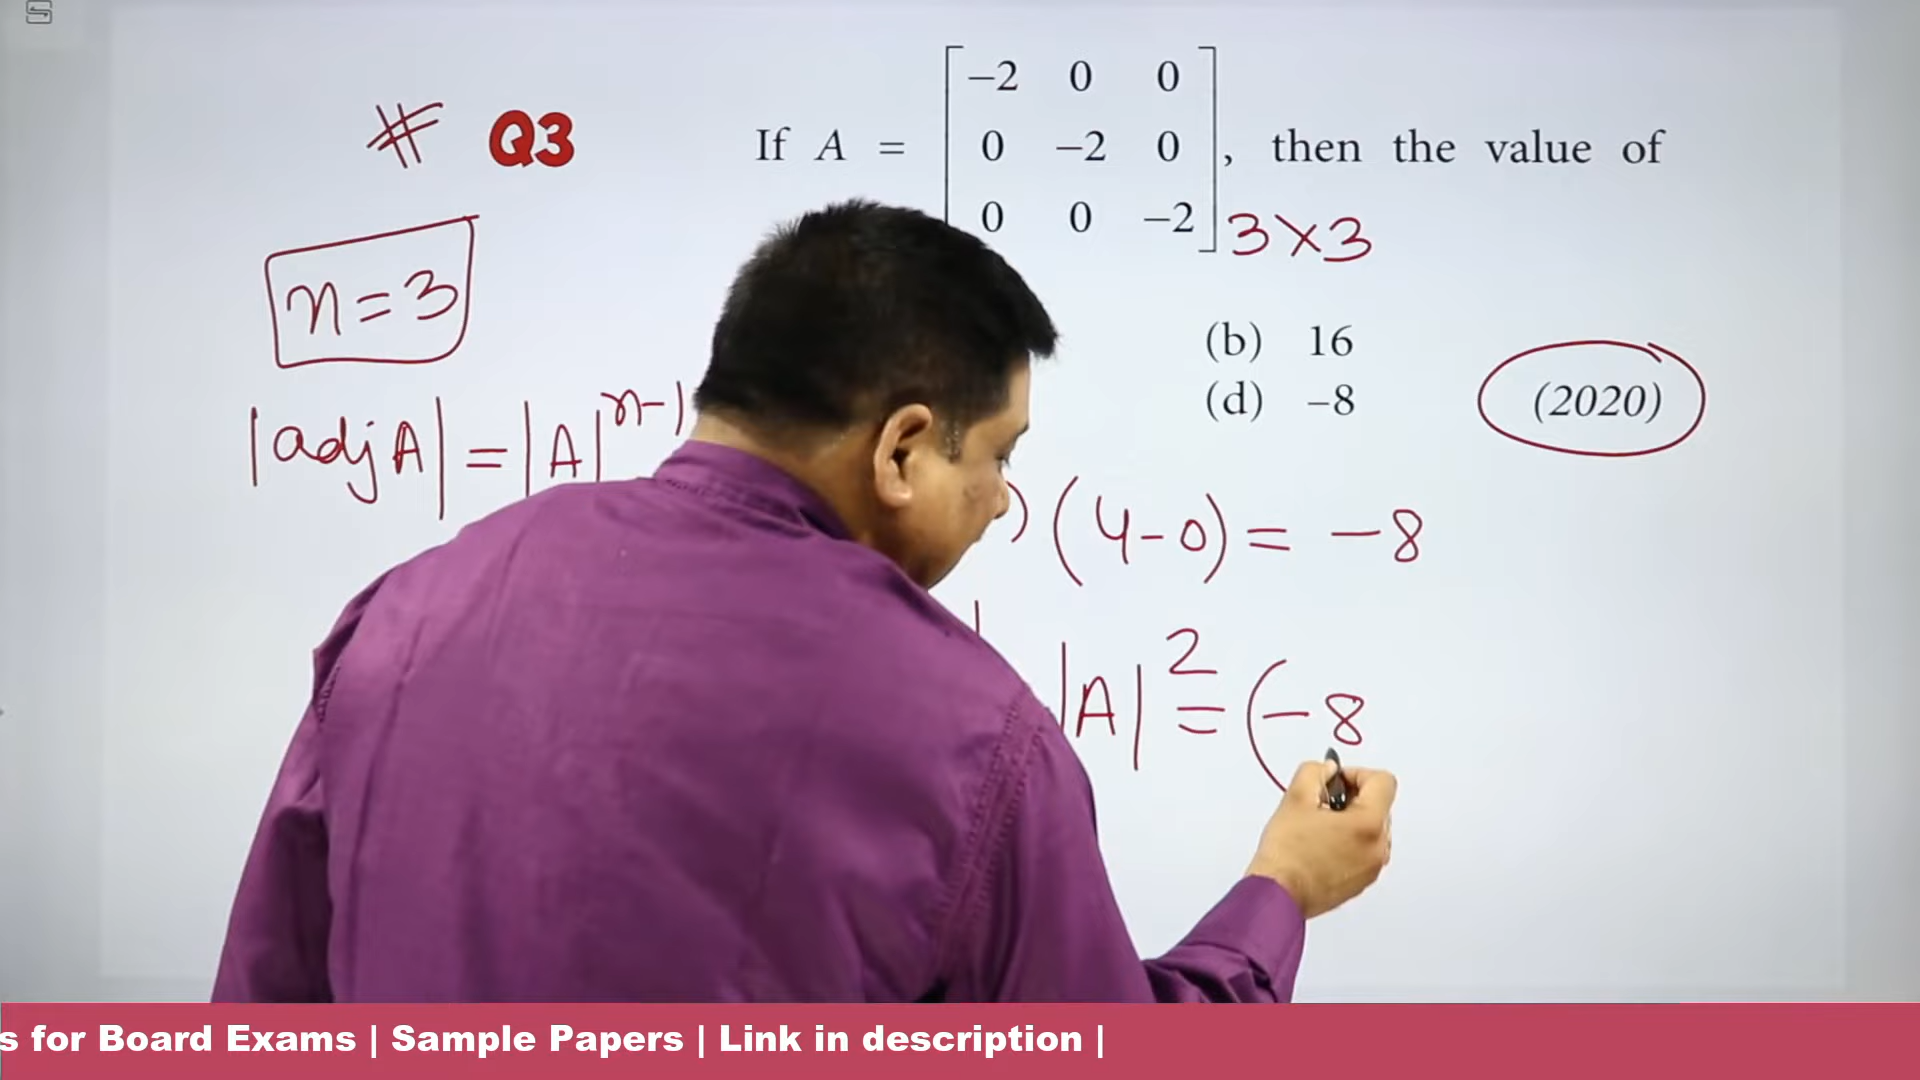 # Q3
If A = [−2 0 0
0 −2 0
0 0 −2] , then the value of
3×3
n=3
(b) 16
(d) −8
(2020)
|adj A| = |A|^n-1
) (4-0) = -8
|A|^2 = (-8
s for Board Exams | Sample Papers | Link in description |